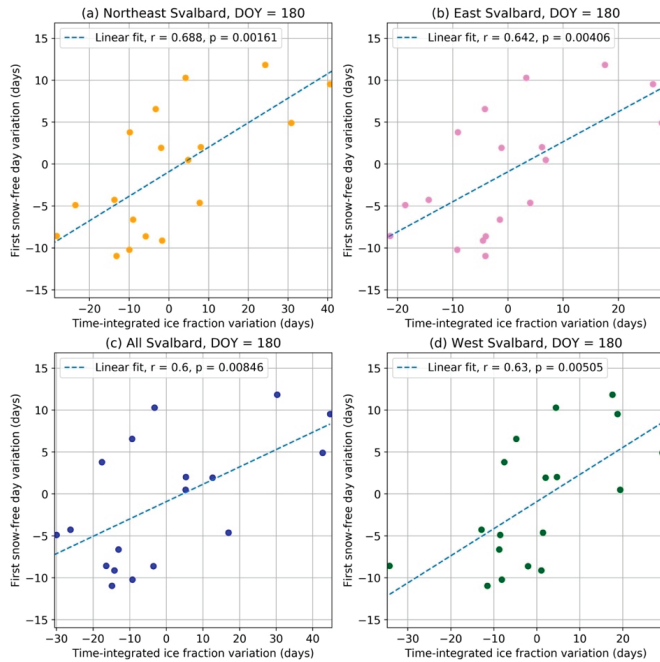 (a) Northeast Svalbard, DOY = 180
Linear fit, r = 0.688, p = 0.00161
First snow-free day variation (days)
15
10
5
0
−5
−10
−15
−20 −10 0 10 20 30 40
Time-integrated ice fraction variation (days)
(b) East Svalbard, DOY = 180
Linear fit, r = 0.642, p = 0.00406
First snow-free day variation (days)
15
10
5
0
−5
−10
−15
−20 −10 0 10 20
Time-integrated ice fraction variation (days)
(c) All Svalbard, DOY = 180
Linear fit, r = 0.6, p = 0.00846
First snow-free day variation (days)
15
10
5
0
−5
−10
−15
−30 −20 −10 0 10 20 30 40
Time-integrated ice fraction variation (days)
(d) West Svalbard, DOY = 180
Linear fit, r = 0.63, p = 0.00505
First snow-free day variation (days)
15
10
5
0
−5
−10
−15
−30 −20 −10 0 10 20
Time-integrated ice fraction variation (days)